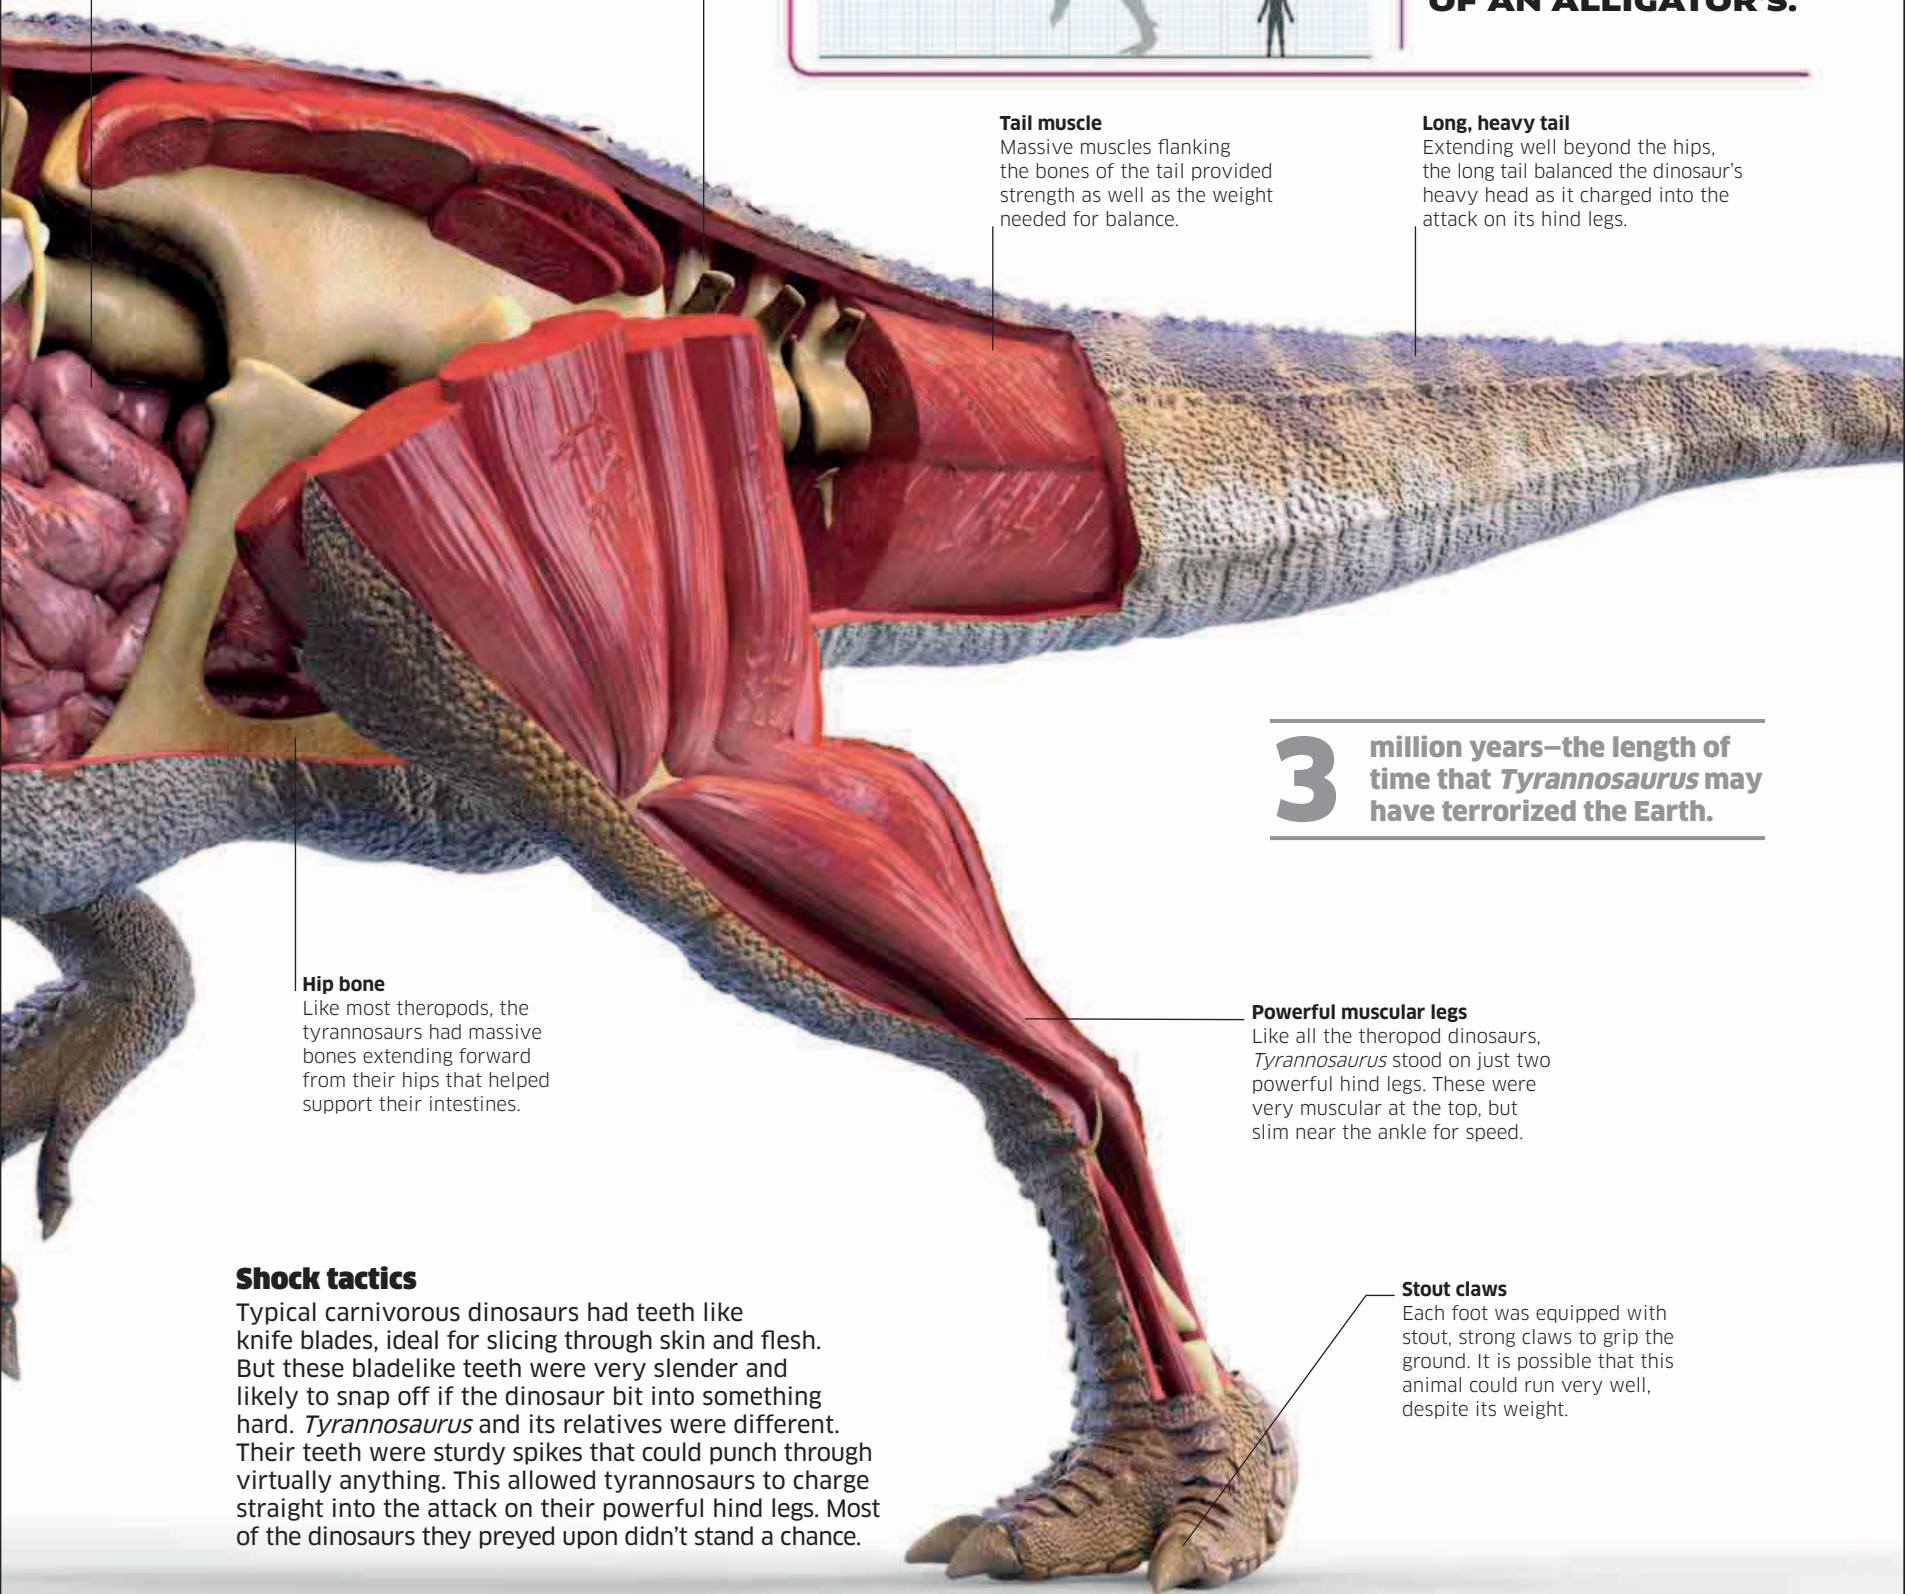 OF AN ALLIGATOR'S.
Tail muscle
Massive muscles flanking
the bones of the tail provided
strength as well as the weight
needed for balance.
Long, heavy tail
Extending well beyond the hips,
the long tail balanced the dinosaur's
heavy head as it charged into the
attack on its hind legs.
3
million years—the length of
time that Tyrannosaurus may
have terrorized the Earth.
Hip bone
Like most theropods, the
tyrannosaurs had massive
bones extending forward
from their hips that helped
support their intestines.
Powerful muscular legs
Like all the theropod dinosaurs,
Tyrannosaurus stood on just two
powerful hind legs. These were
very muscular at the top, but
slim near the ankle for speed.
Shock tactics
Typical carnivorous dinosaurs had teeth like
knife blades, ideal for slicing through skin and flesh.
But these bladelike teeth were very slender and
likely to snap off if the dinosaur bit into something
hard. Tyrannosaurus and its relatives were different.
Their teeth were sturdy spikes that could punch through
virtually anything. This allowed tyrannosaurs to charge
straight into the attack on their powerful hind legs. Most
of the dinosaurs they preyed upon didn't stand a chance.
Stout claws
Each foot was equipped with
stout, strong claws to grip the
ground. It is possible that this
animal could run very well,
despite its weight.